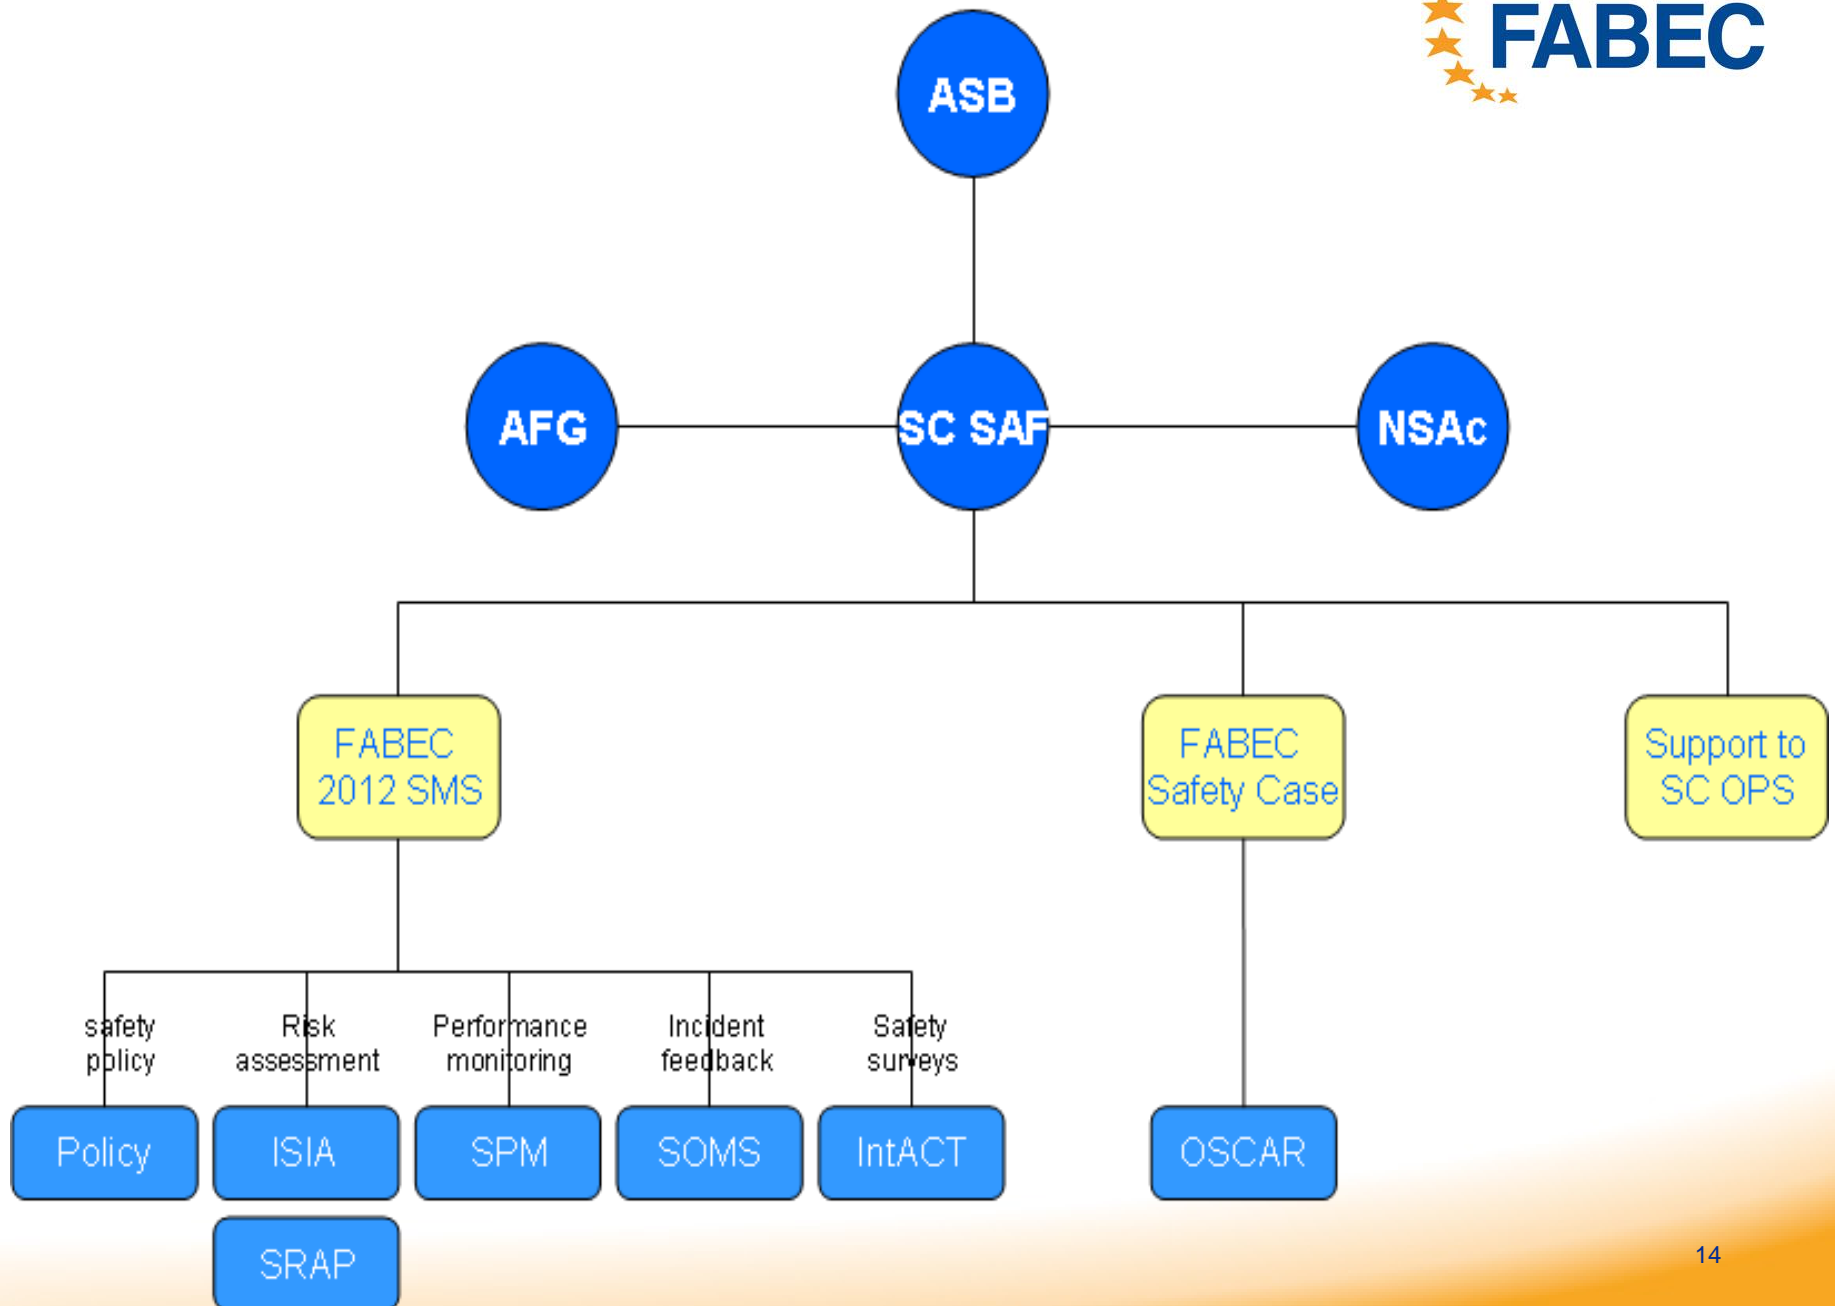 FABEC
ASB
AFG
SC SAF
NSAc
FABEC
2012 SMS
FABEC
Safety Case
Support to
SC OPS
safety
policy
Risk
assessment
Performance
monitoring
Incident
feedback
Safety
surveys
Policy
ISIA
SPM
SOMS
IntACT
OSCAR
SRAP
14